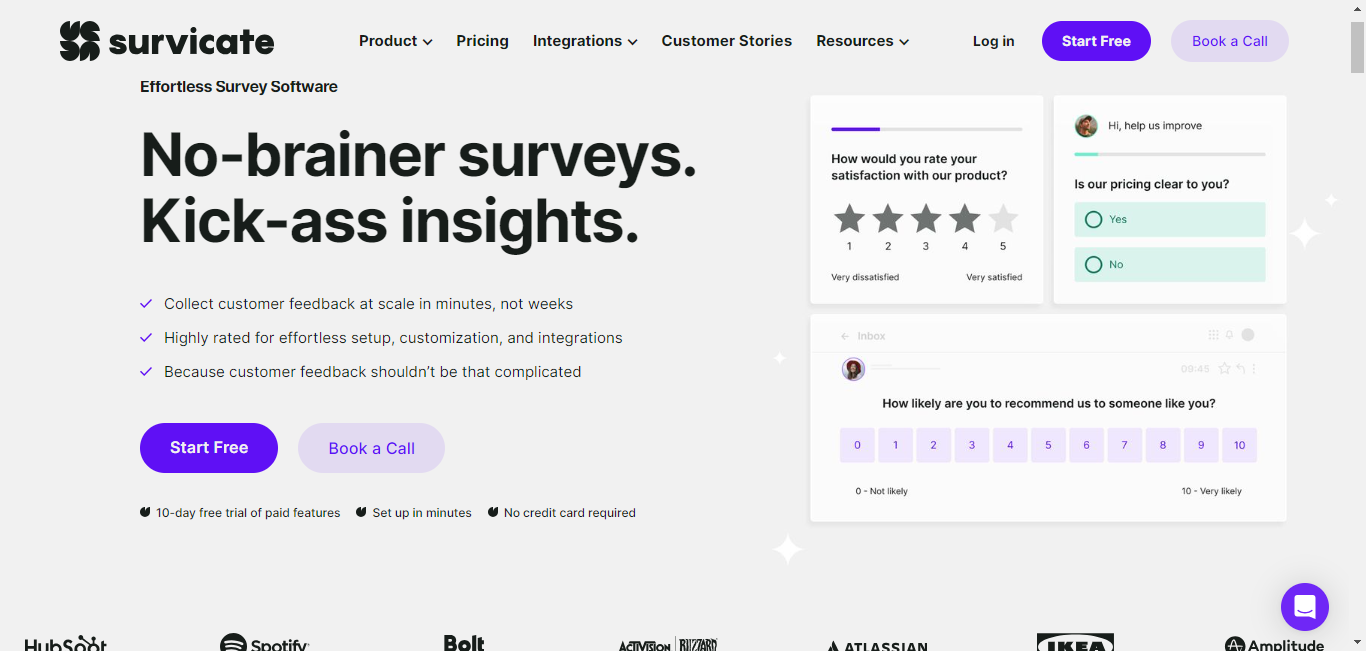 survicate
Product
Pricing
Integrations
Customer Stories
Resources
Log in
Start Free
Book a Call
Effortless Survey Software
No-brainer surveys.
Kick-ass insights.
Collect customer feedback at scale in minutes, not weeks
Highly rated for effortless setup, customization, and integrations
Because customer feedback shouldn't be that complicated
Start Free
Book a Call
10-day free trial of paid features
Set up in minutes
No credit card required
How would you rate your
satisfaction with our product?
1 2 3 4 5
Very dissatisfied Very satisfied
Hi, help us improve
Is our pricing clear to you?
Yes
No
Inbox
09:45
How likely are you to recommend us to someone like you?
0 1 2 3 4 5 6 7 8 9 10
0 - Not likely 10 - Very likely
HubSpot
Spotify
Bolt
ACTIVISION BLIZZARD
ATLASSIAN
IKEA
Amplitude